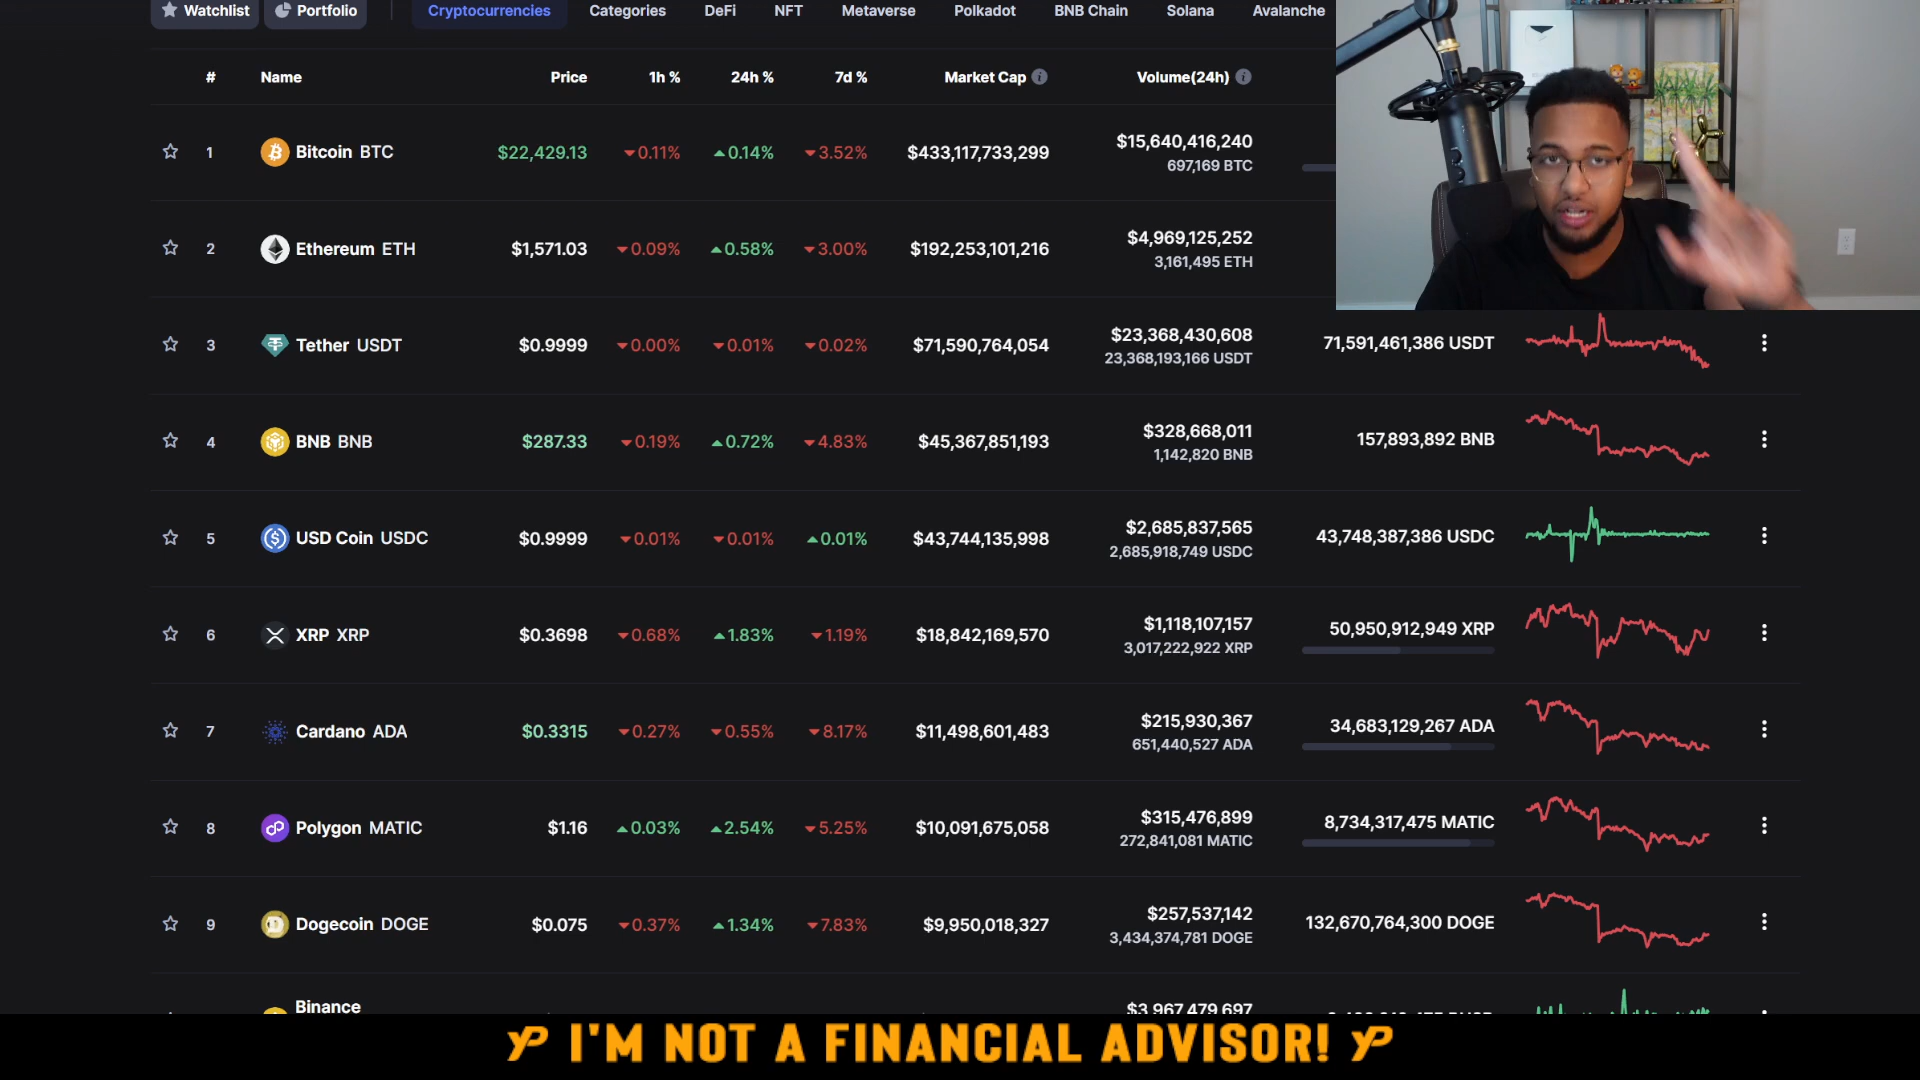 Watchlist Portfolio Cryptocurrencies Categories DeFi NFT Metaverse Polkadot BNB Chain Solana Avalanche
# Name Price 1h % 24h % 7d % Market Cap Volume(24h)
1 Bitcoin BTC $22,429.13 0.11% 0.14% 3.52% $433,117,733,299 $15,640,416,240
697,169 BTC
2 Ethereum ETH $1,571.03 0.09% 0.58% 3.00% $192,253,101,216 $4,969,125,252
3,161,495 ETH
3 Tether USDT $0.9999 0.00% 0.01% 0.02% $71,590,764,054 $23,368,430,608 71,591,461,386 USDT
23,368,193,166 USDT
4 BNB BNB $287.33 0.19% 0.72% 4.83% $45,367,851,193 $328,668,011 157,893,892 BNB
1,142,820 BNB
5 USD Coin USDC $0.9999 0.01% 0.01% 0.01% $43,744,135,998 $2,685,837,565 43,748,387,386 USDC
2,685,918,749 USDC
6 XRP XRP $0.3698 0.68% 1.83% 1.19% $18,842,169,570 $1,118,107,157 50,950,912,949 XRP
3,017,222,922 XRP
7 Cardano ADA $0.3315 0.27% 0.55% 8.17% $11,498,601,483 $215,930,367 34,683,129,267 ADA
651,440,527 ADA
8 Polygon MATIC $1.16 0.03% 2.54% 5.25% $10,091,675,058 $315,476,899 8,734,317,475 MATIC
272,841,081 MATIC
9 Dogecoin DOGE $0.075 0.37% 1.34% 7.83% $9,950,018,327 $257,537,142 132,670,764,300 DOGE
3,434,374,781 DOGE
Binance $3,967,479,697
YP I'M NOT A FINANCIAL ADVISOR! YP